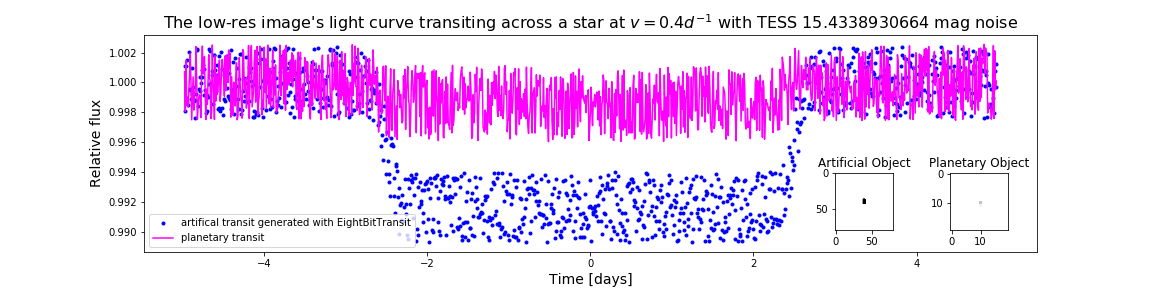 The low-res image's light curve transiting across a star at v = 0.4d⁻¹ with TESS 15.4338930664 mag noise
Relative flux
1.002
1.000
0.998
0.996
0.994
0.992
0.990
artifical transit generated with EightBitTransit
planetary transit
Artificial Object
0
50
0 50
Planetary Object
0
10
0 10
−4 −2 0 2 4
Time [days]